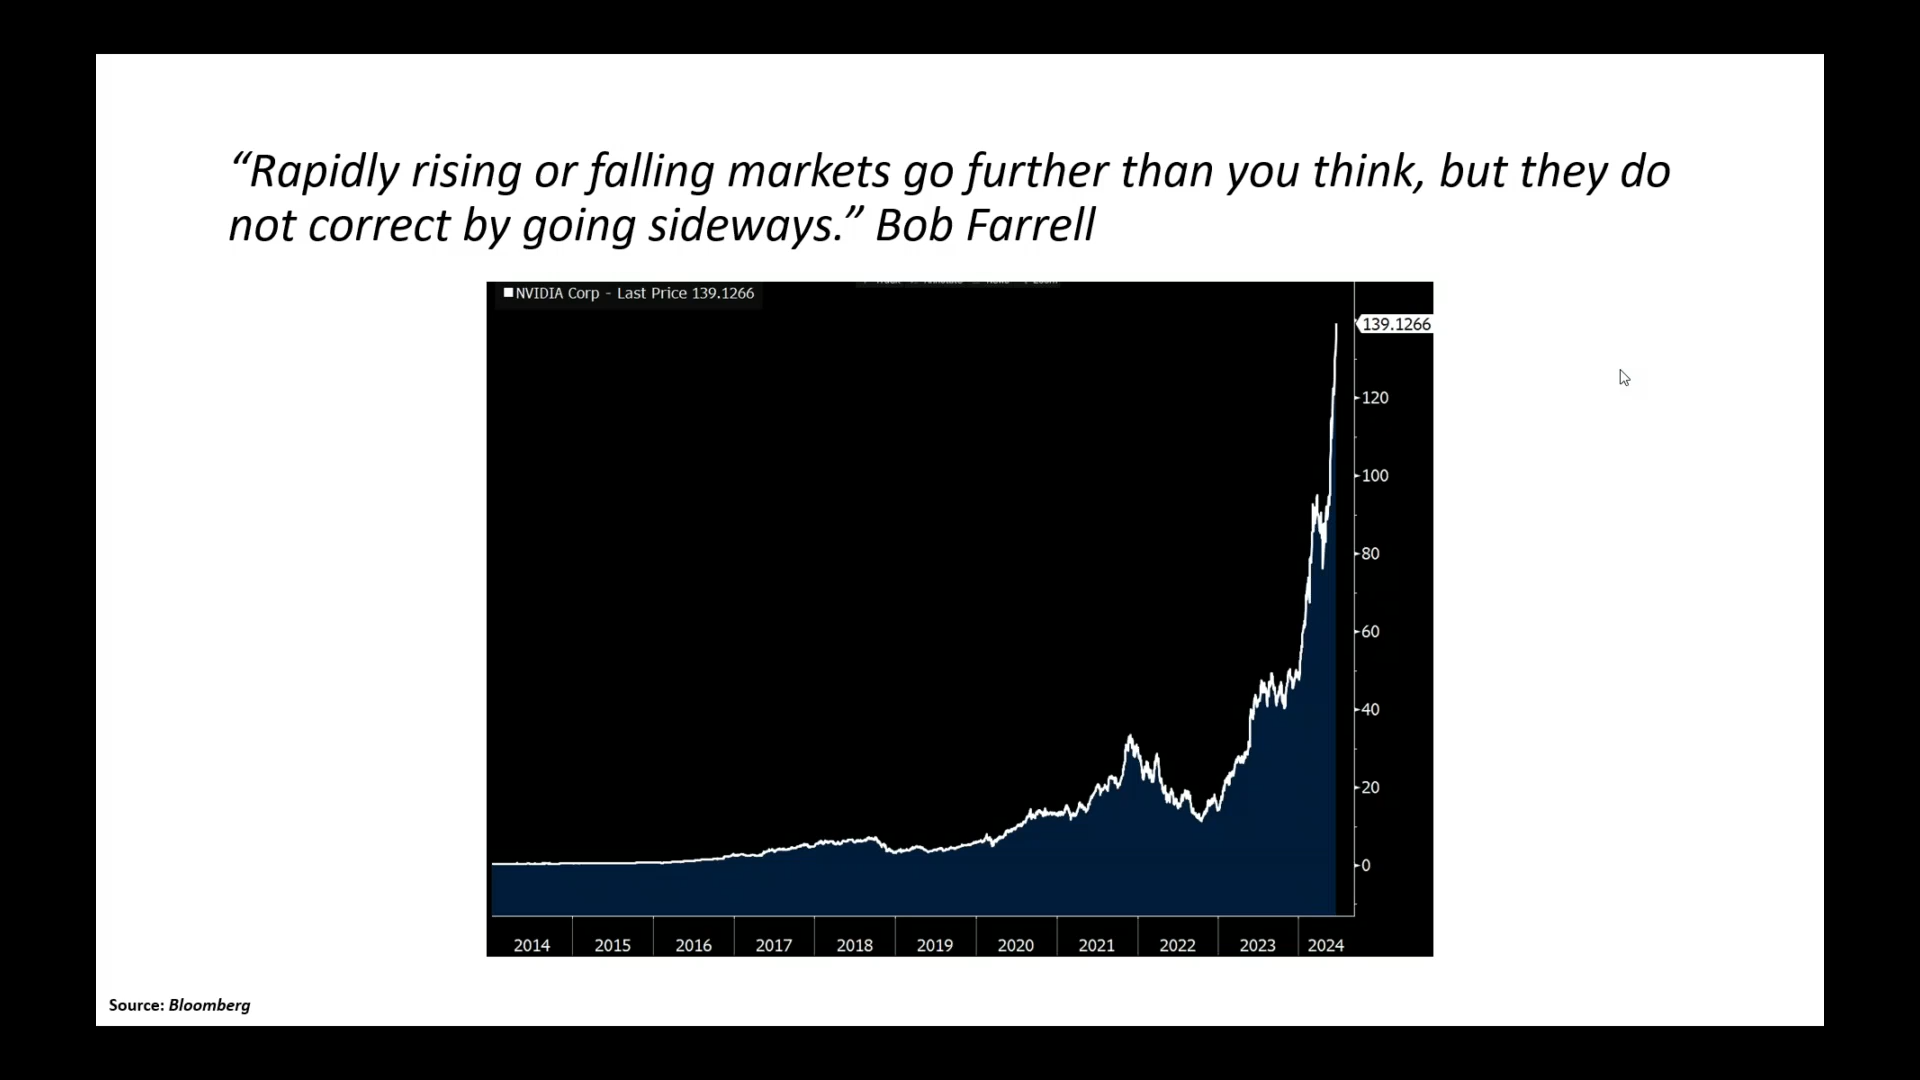 “Rapidly rising or falling markets go further than you think, but they do
not correct by going sideways.” Bob Farrell
NVIDIA Corp - Last Price 139.1266
139.1266
120
100
80
60
40
20
0
2014 2015 2016 2017 2018 2019 2020 2021 2022 2023 2024
Source: Bloomberg